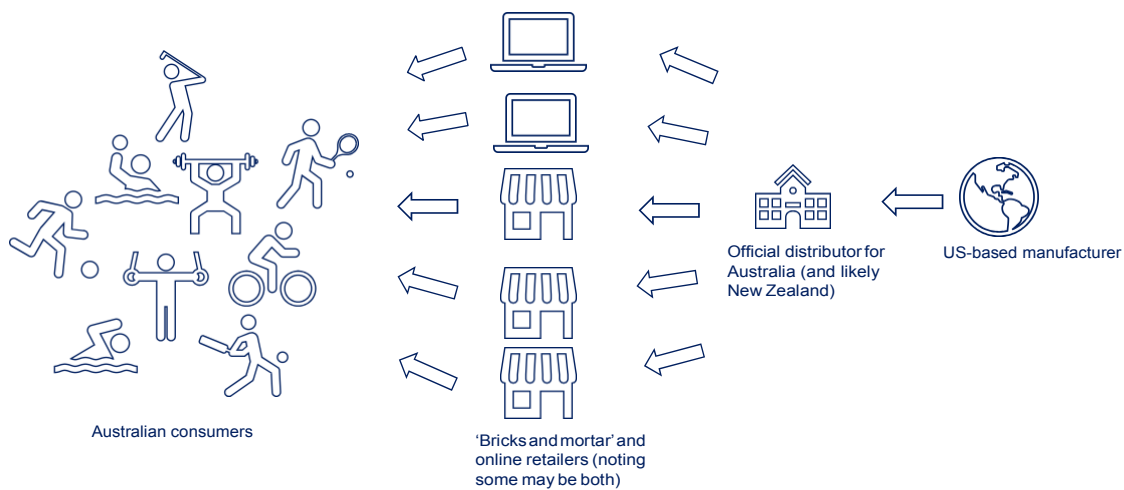 Australian consumers
'Bricks and mortar' and
online retailers (noting
some may be both)
Official distributor for
Australia (and likely
New Zealand)
US-based manufacturer